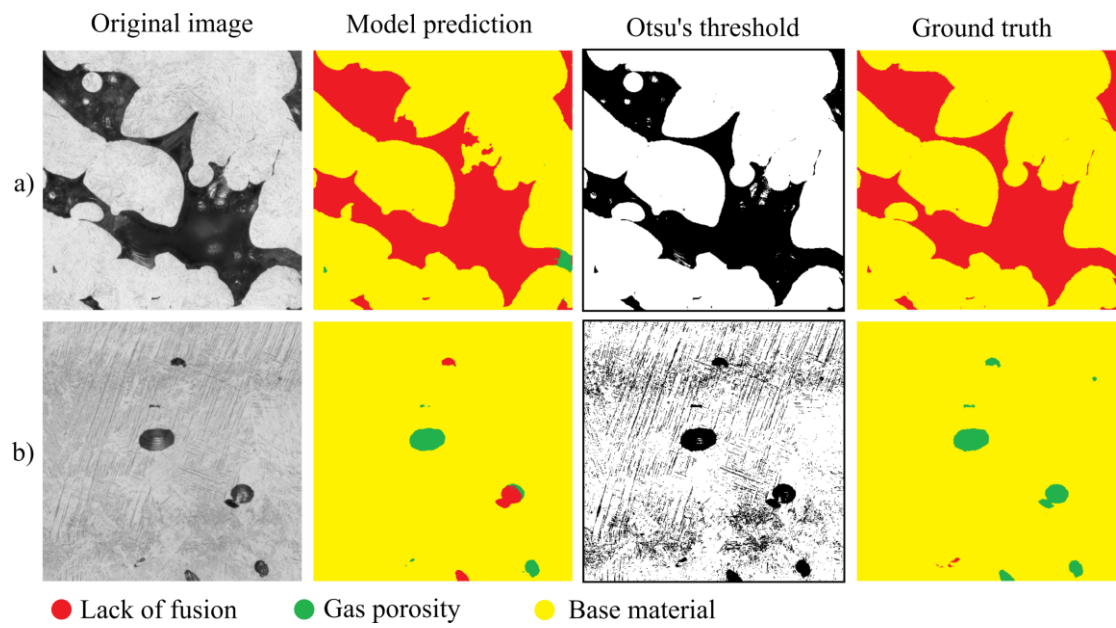 Original image Model prediction Otsu's threshold Ground truth
a)
b)
Lack of fusion Gas porosity Base material